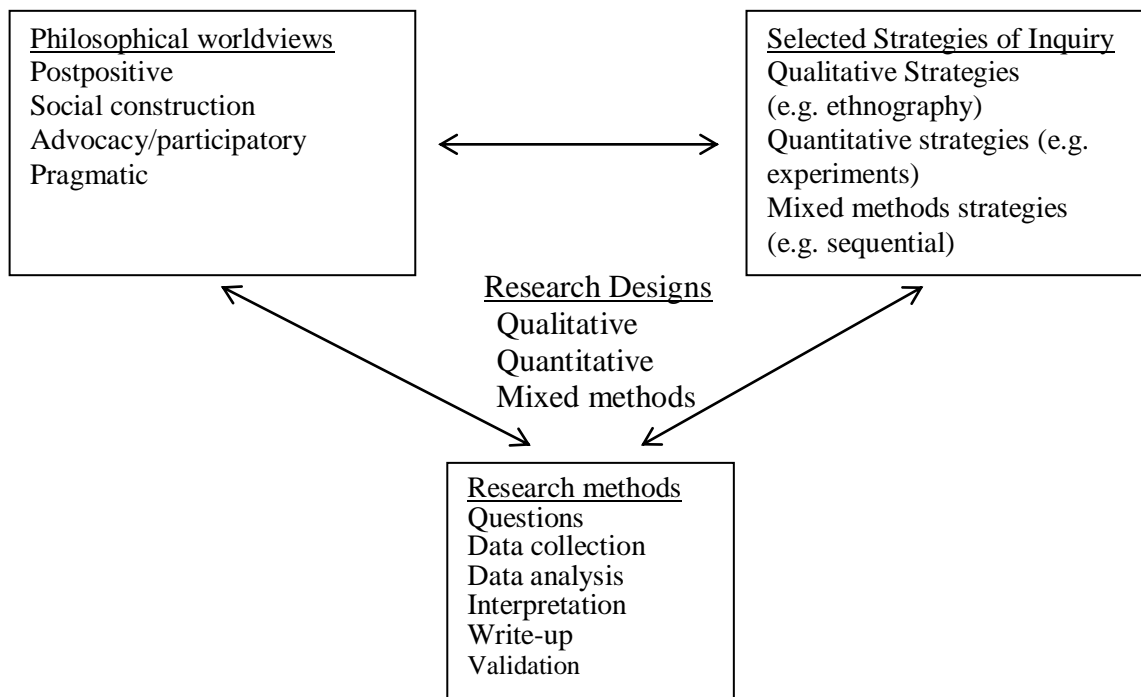 Philosophical worldviews
Postpositive
Social construction
Advocacy/participatory
Pragmatic
Selected Strategies of Inquiry
Qualitative Strategies
(e.g. ethnography)
Quantitative strategies (e.g.
experiments)
Mixed methods strategies
(e.g. sequential)
Research Designs
Qualitative
Quantitative
Mixed methods
Research methods
Questions
Data collection
Data analysis
Interpretation
Write-up
Validation